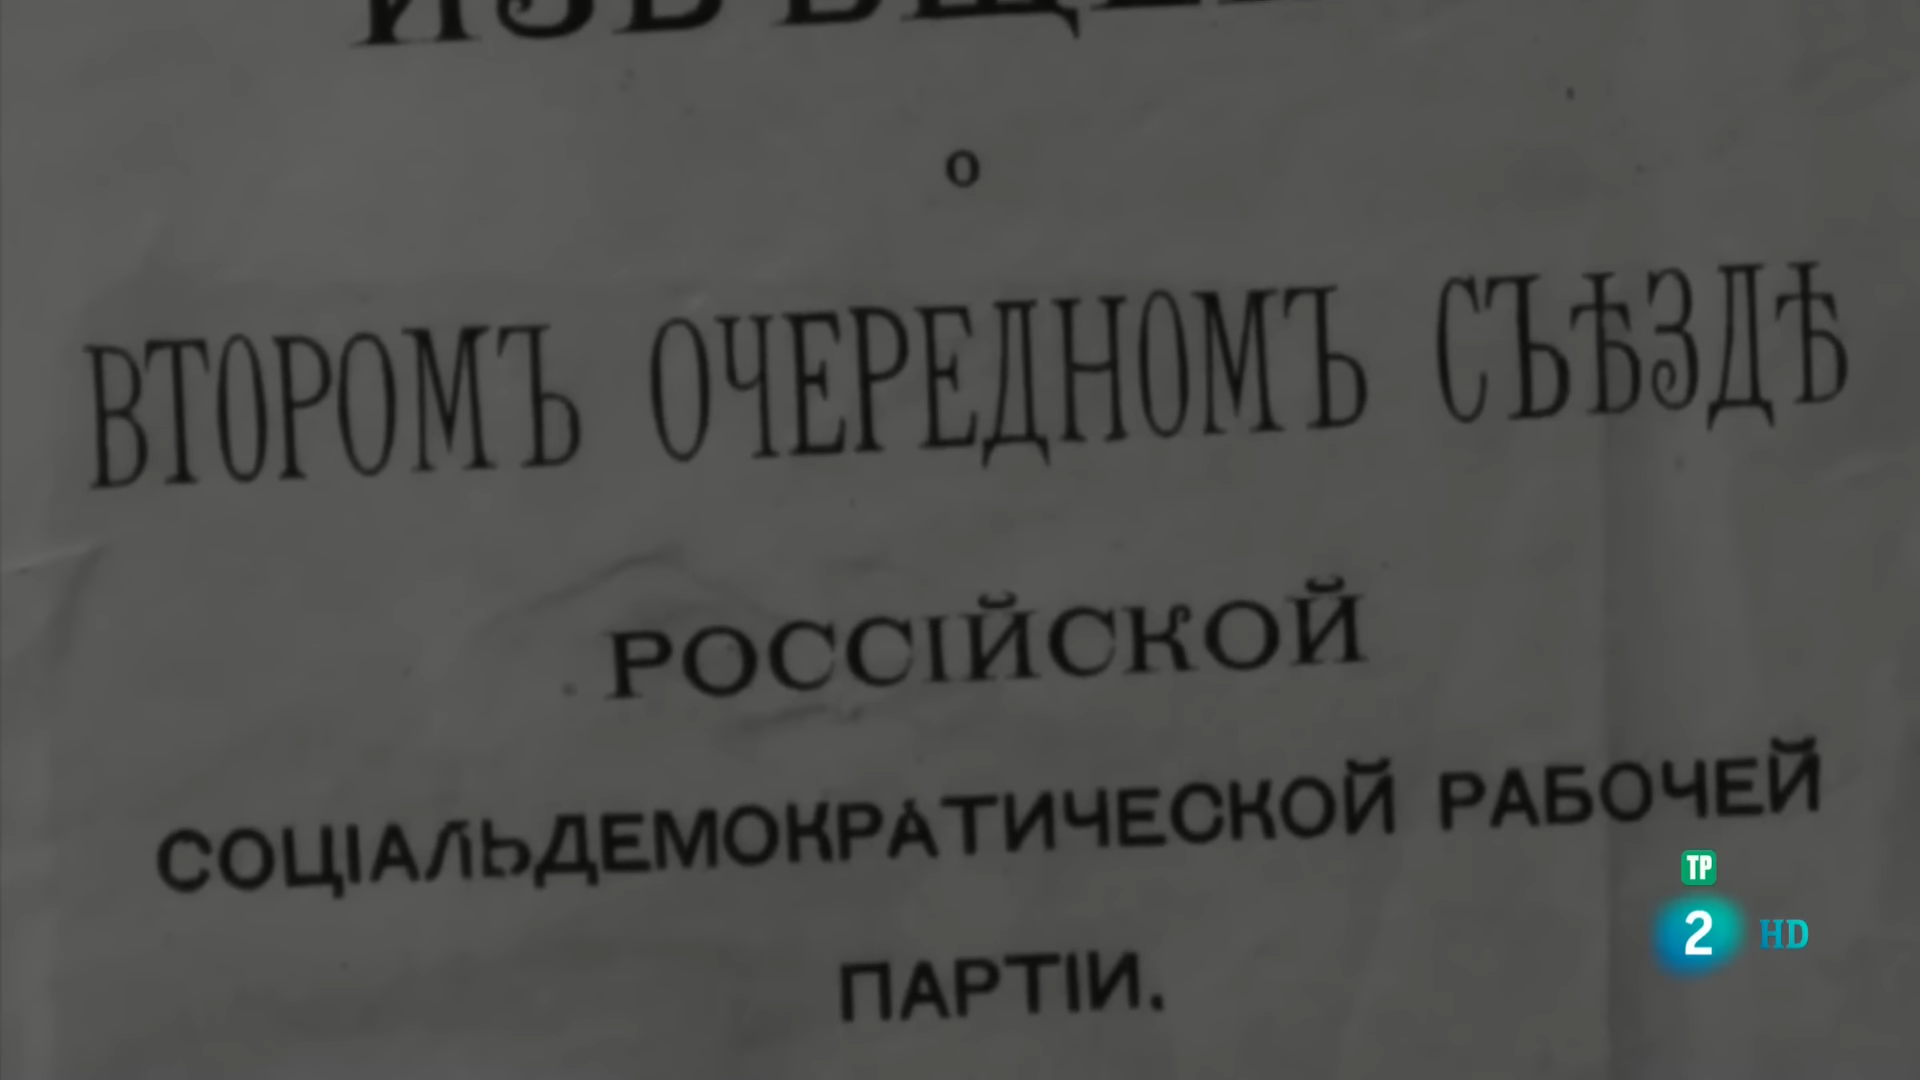 о
ВТОРОМЪ ОЧЕРЕДНОМЪ СЪѢЗДѢ
РОССІЙСКОЙ
СОЦІАЛЬДЕМОКРАТИЧЕСКОЙ РАБОЧЕЙ
ПАРТІИ.
TP
2 HD